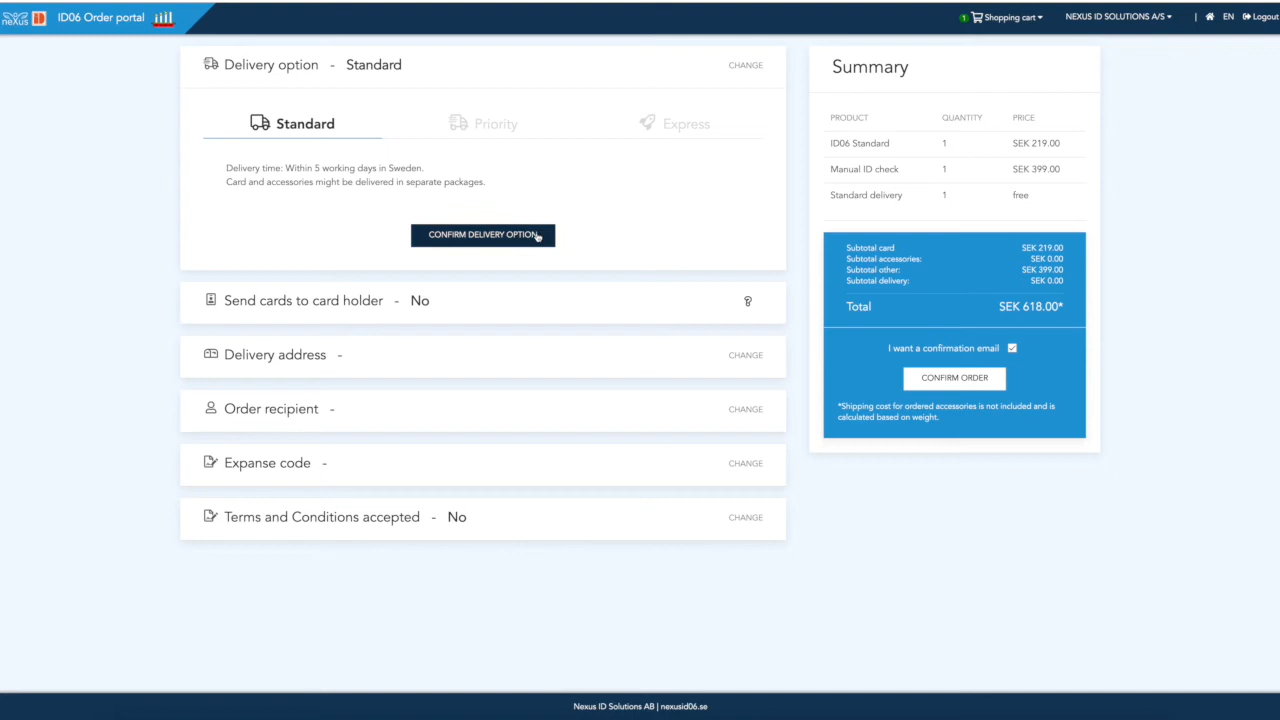 neXus ID
ID06 Order portal
1 Shopping cart
NEXUS ID SOLUTIONS A/S
|
EN
Logout
Delivery option - Standard
CHANGE
Standard
Priority
Express
Delivery time: Within 5 working days in Sweden.
Card and accessories might be delivered in separate packages.
CONFIRM DELIVERY OPTION
Send cards to card holder - No
?
Delivery address -
CHANGE
Order recipient -
CHANGE
Expanse code -
CHANGE
Terms and Conditions accepted - No
CHANGE
Summary
PRODUCT QUANTITY PRICE
ID06 Standard 1 SEK 219.00
Manual ID check 1 SEK 399.00
Standard delivery 1 free
Subtotal card SEK 219.00
Subtotal accessories: SEK 0.00
Subtotal other: SEK 399.00
Subtotal delivery: SEK 0.00
Total SEK 618.00*
I want a confirmation email
CONFIRM ORDER
*Shipping cost for ordered accessories is not included and is
calculated based on weight.
Nexus ID Solutions AB | nexusid06.se